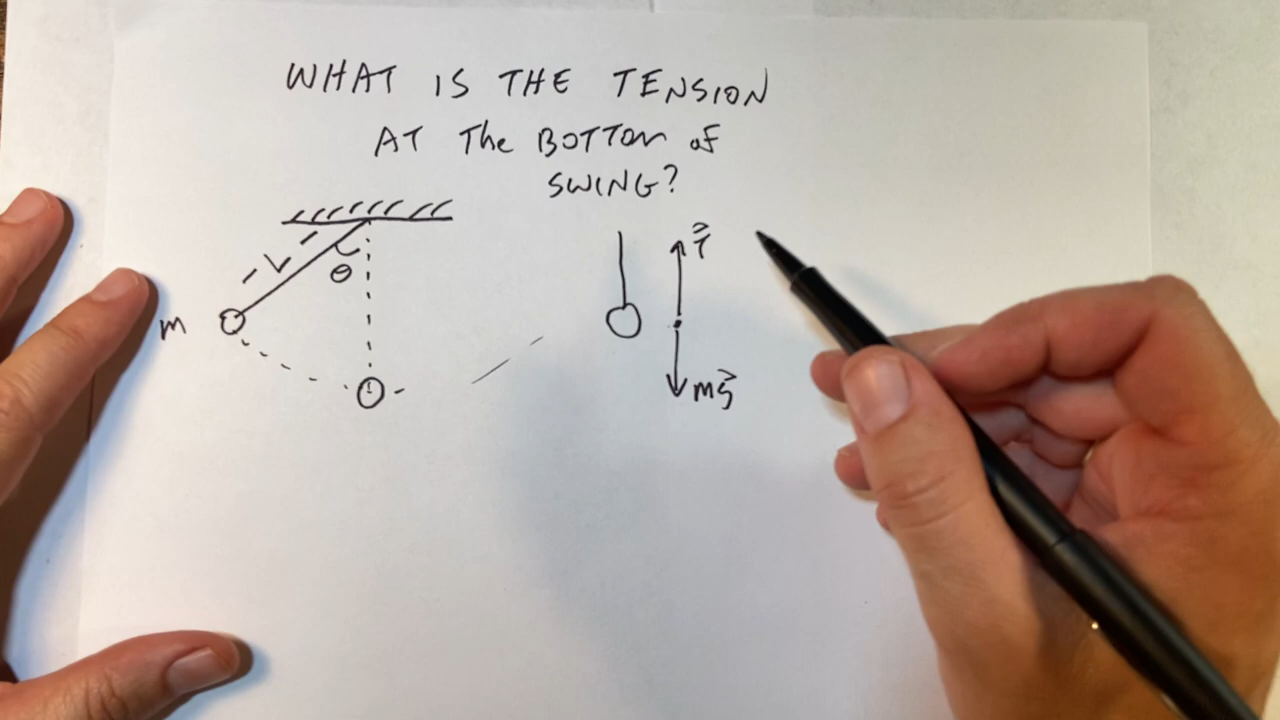 WHAT IS THE TENSION
AT The BOTTOM of
SWING?
L
θ
m
T⃗
mg⃗